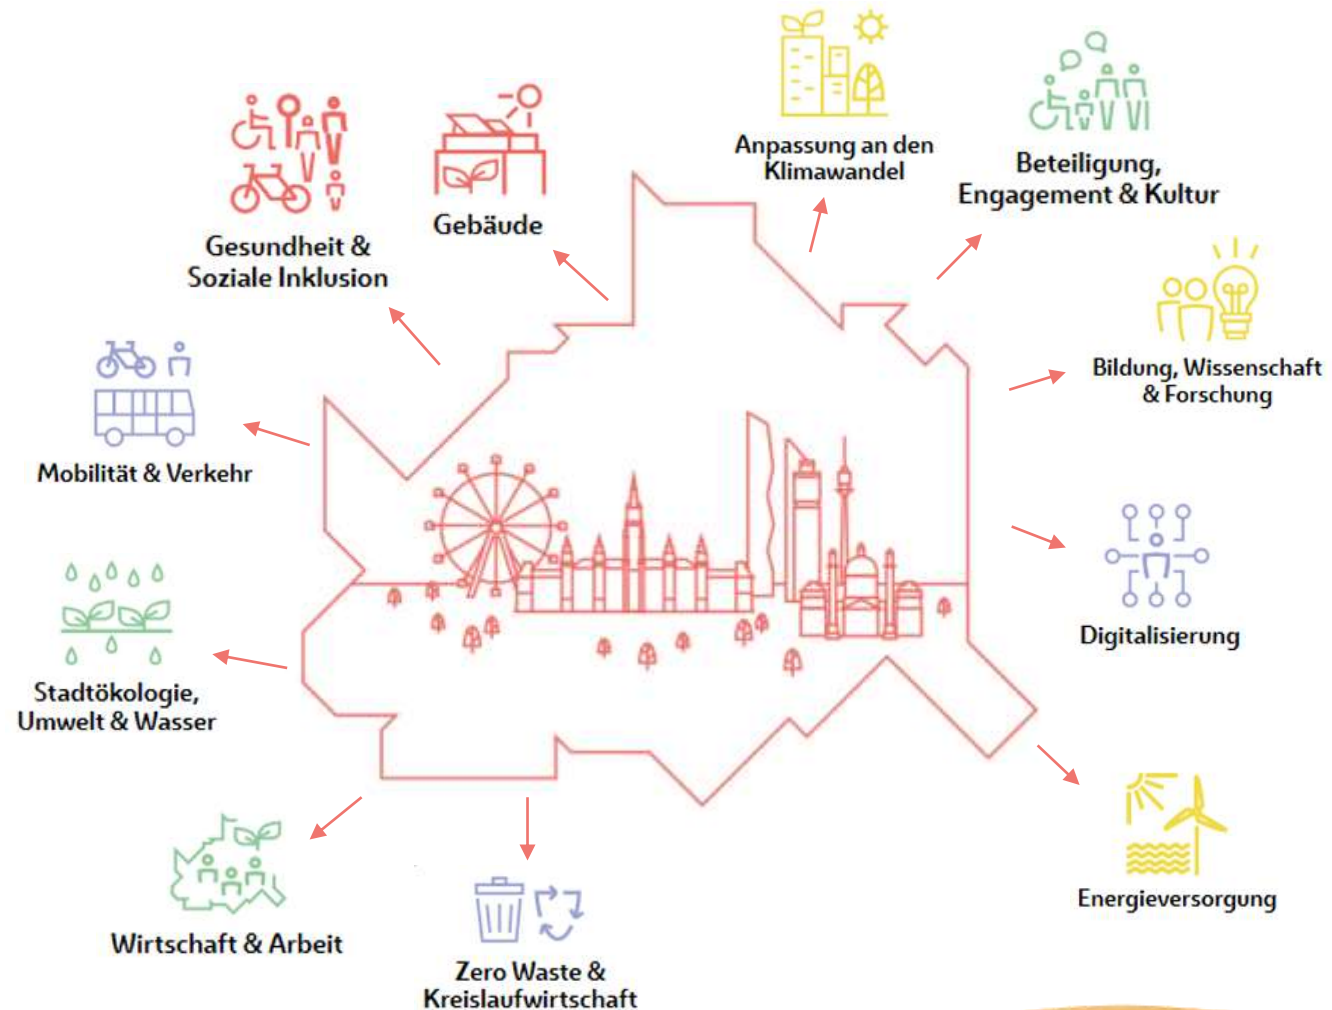 Anpassung an den
Klimawandel
Beteiligung,
Engagement & Kultur
Gebäude
Gesundheit &
Soziale Inklusion
Bildung, Wissenschaft
& Forschung
Mobilität & Verkehr
Digitalisierung
Stadtökologie,
Umwelt & Wasser
Energieversorgung
Wirtschaft & Arbeit
Zero Waste &
Kreislaufwirtschaft